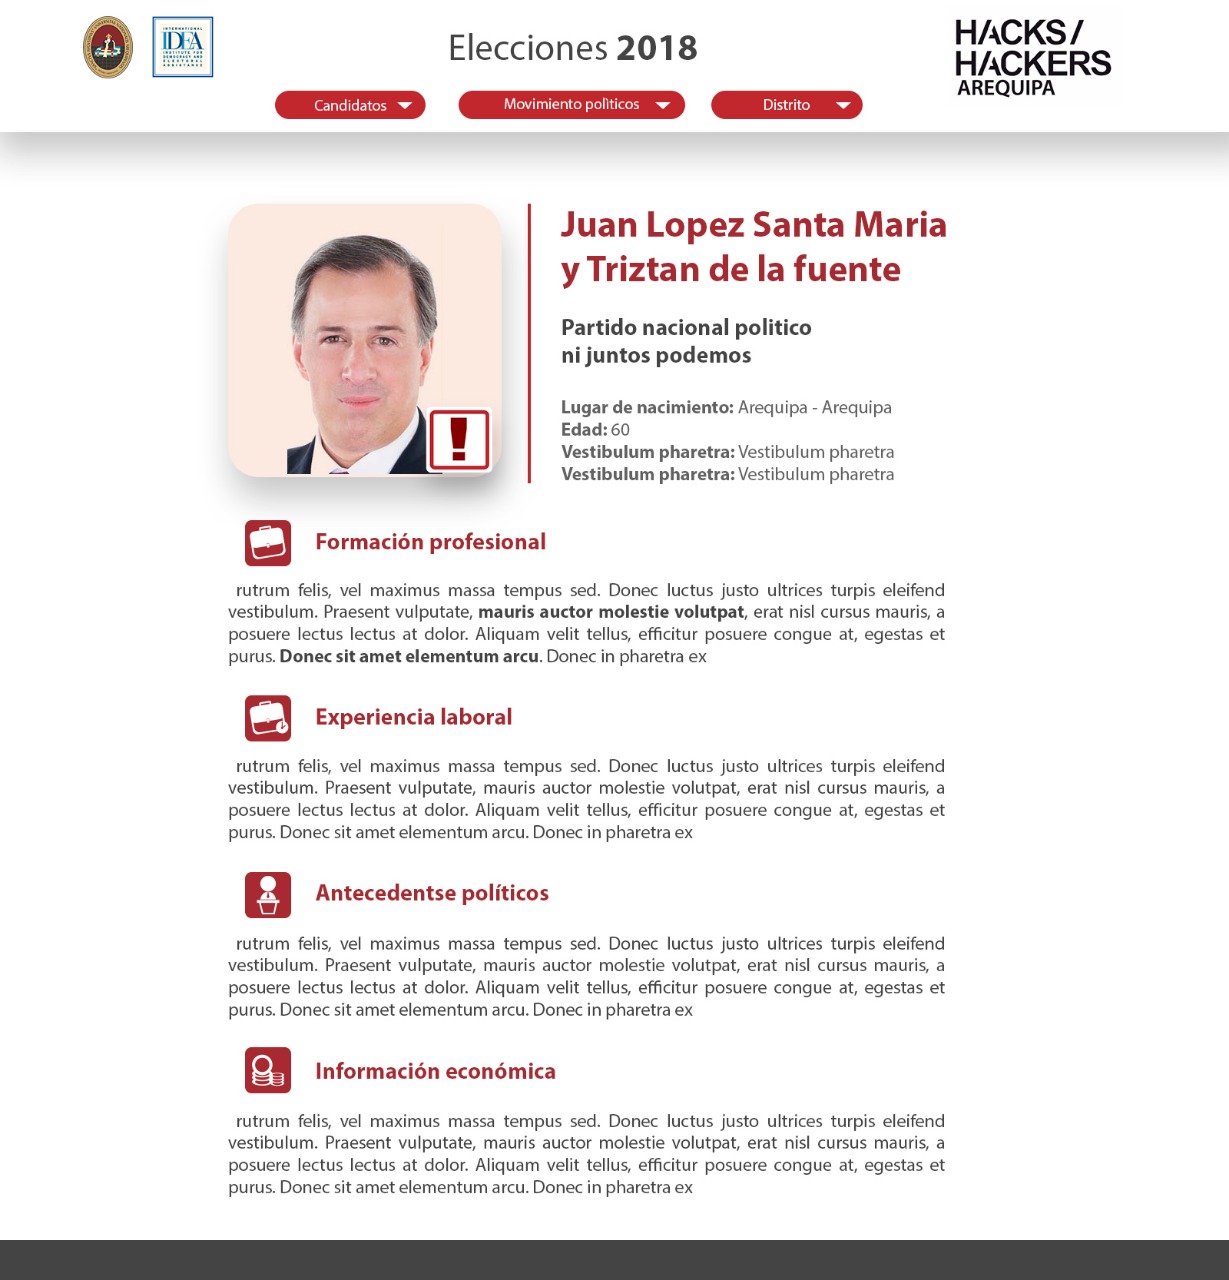 INTERNATIONAL
IDEA
INSTITUTE FOR
DEMOCRACY AND
ELECTORAL
ASSISTANCE
Elecciones 2018
HACKS/
HACKERS
AREQUIPA
Candidatos
Movimiento polìticos
Distrito
Juan Lopez Santa Maria
y Triztan de la fuente
Partido nacional politico
ni juntos podemos
Lugar de nacimiento: Arequipa - Arequipa
Edad: 60
Vestibulum pharetra: Vestibulum pharetra
Vestibulum pharetra: Vestibulum pharetra
Formación profesional
rutrum felis, vel maximus massa tempus sed. Donec luctus justo ultrices turpis eleifend
vestibulum. Praesent vulputate, mauris auctor molestie volutpat, erat nisl cursus mauris, a
posuere lectus lectus at dolor. Aliquam velit tellus, efficitur posuere congue at, egestas et
purus. Donec sit amet elementum arcu. Donec in pharetra ex
Experiencia laboral
rutrum felis, vel maximus massa tempus sed. Donec luctus justo ultrices turpis eleifend
vestibulum. Praesent vulputate, mauris auctor molestie volutpat, erat nisl cursus mauris, a
posuere lectus lectus at dolor. Aliquam velit tellus, efficitur posuere congue at, egestas et
purus. Donec sit amet elementum arcu. Donec in pharetra ex
Antecedentse políticos
rutrum felis, vel maximus massa tempus sed. Donec luctus justo ultrices turpis eleifend
vestibulum. Praesent vulputate, mauris auctor molestie volutpat, erat nisl cursus mauris, a
posuere lectus lectus at dolor. Aliquam velit tellus, efficitur posuere congue at, egestas et
purus. Donec sit amet elementum arcu. Donec in pharetra ex
Información económica
rutrum felis, vel maximus massa tempus sed. Donec luctus justo ultrices turpis eleifend
vestibulum. Praesent vulputate, mauris auctor molestie volutpat, erat nisl cursus mauris, a
posuere lectus lectus at dolor. Aliquam velit tellus, efficitur posuere congue at, egestas et
purus. Donec sit amet elementum arcu. Donec in pharetra ex